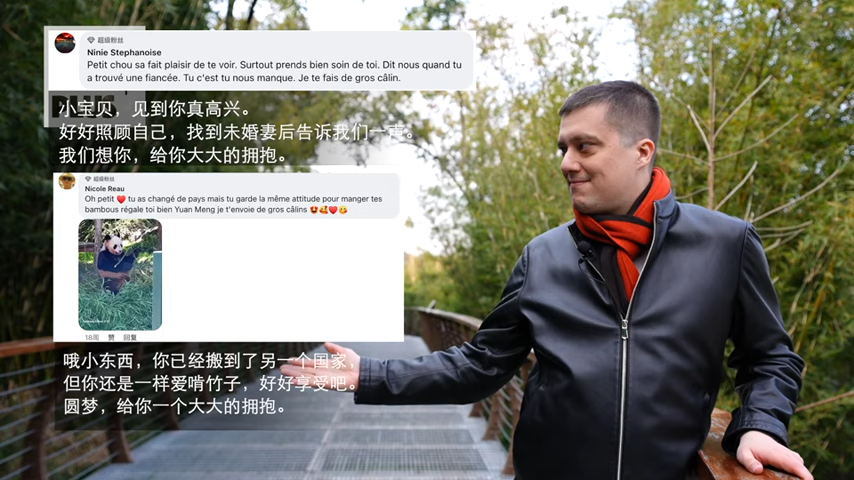 超级粉丝
Ninie Stephanoise
Petit chou sa fait plaisir de te voir. Surtout prends bien soin de toi. Dit nous quand tu
a trouvé une fiancée. Tu c'est tu nous manque. Je te fais de gros câlin.
小宝贝，见到你真高兴。
好好照顾自己，找到未婚妻后告诉我们一声。
我们想你，给你大大的拥抱。
超级粉丝
Nicole Reau
Oh petit ❤️ tu as changé de pays mais tu garde la même attitude pour manger tes
bambous régale toi bien Yuan Meng je t'envoie de gros câlins 😍🥰❤️😘
18周 赞 回复
哦小东西，你已经搬到了另一个国家，
但你还是一样爱啃竹子，好好享受吧。
圆梦，给你一个大大的拥抱。